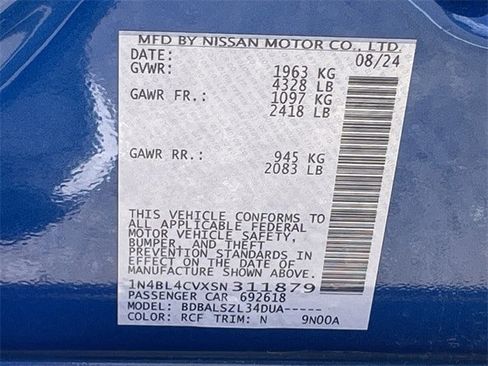 MFD BY NISSAN MOTOR CO., LTD.
DATE: 08/24
GVWR: 1963 KG
4328 LB
GAWR FR.: 1097 KG
2418 LB
GAWR RR.: 945 KG
2083 LB
THIS VEHICLE CONFORMS TO
ALL APPLICABLE FEDERAL
MOTOR VEHICLE SAFETY,
BUMPER, AND THEFT
PREVENTION STANDARDS
IN EFFECT ON THE DATE OF
MANUFACTURE SHOWN ABOVE.
1N4BL4CVXSN311879
PASSENGER CAR 692618
MODEL: BDBALSZL34DUA-----
COLOR: RCF TRIM: N 9N00A